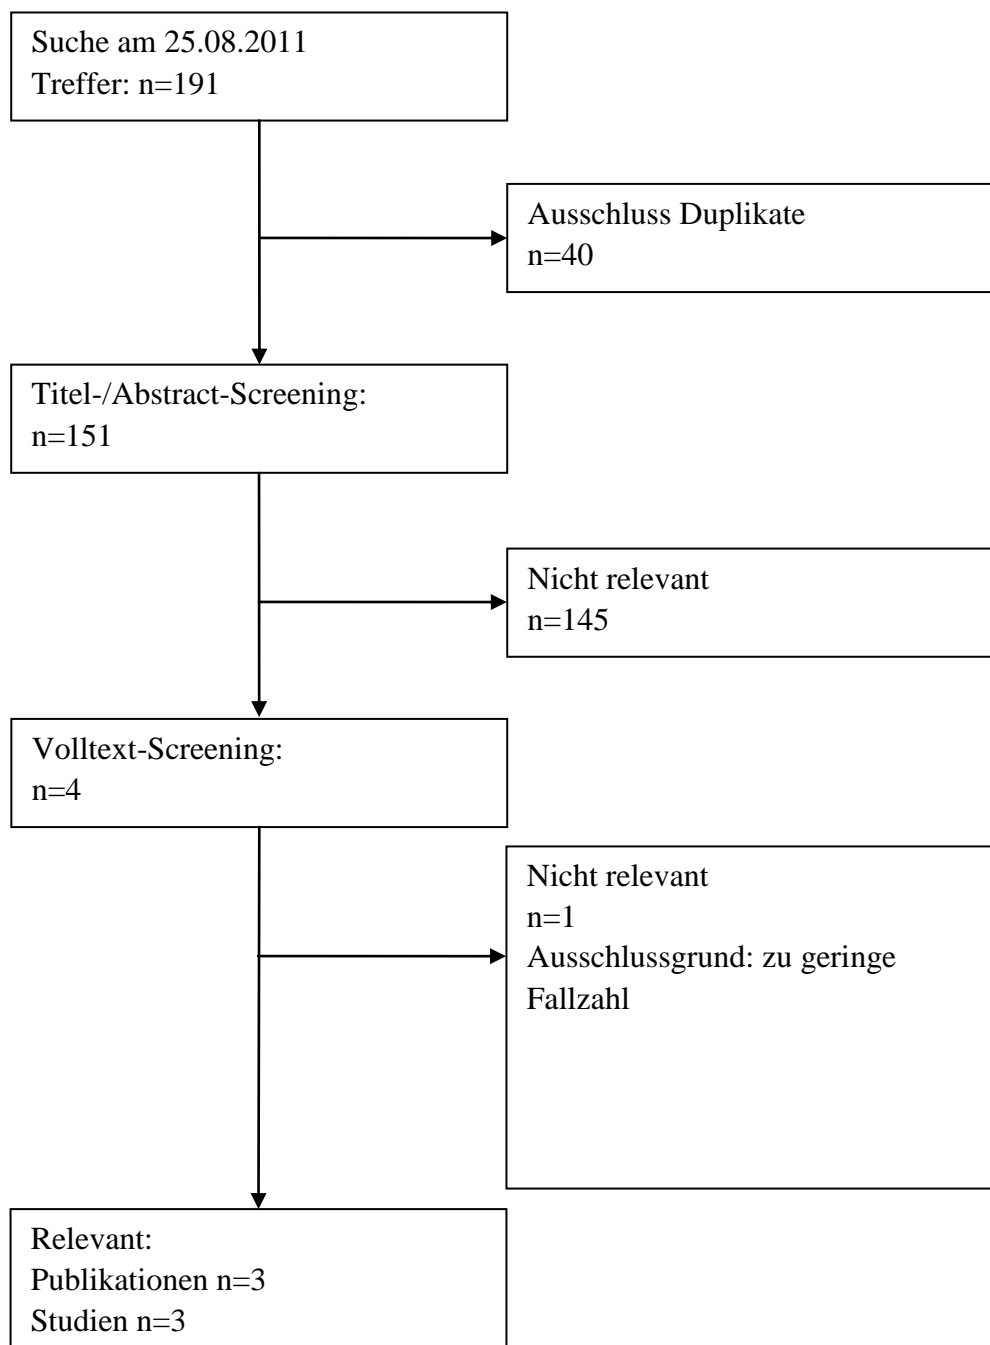 Suche am 25.08.2011
Treffer: n=191
Ausschluss Duplikate
n=40
Titel-/Abstract-Screening:
n=151
Nicht relevant
n=145
Volltext-Screening:
n=4
Nicht relevant
n=1
Ausschlussgrund: zu geringe
Fallzahl
Relevant:
Publikationen n=3
Studien n=3